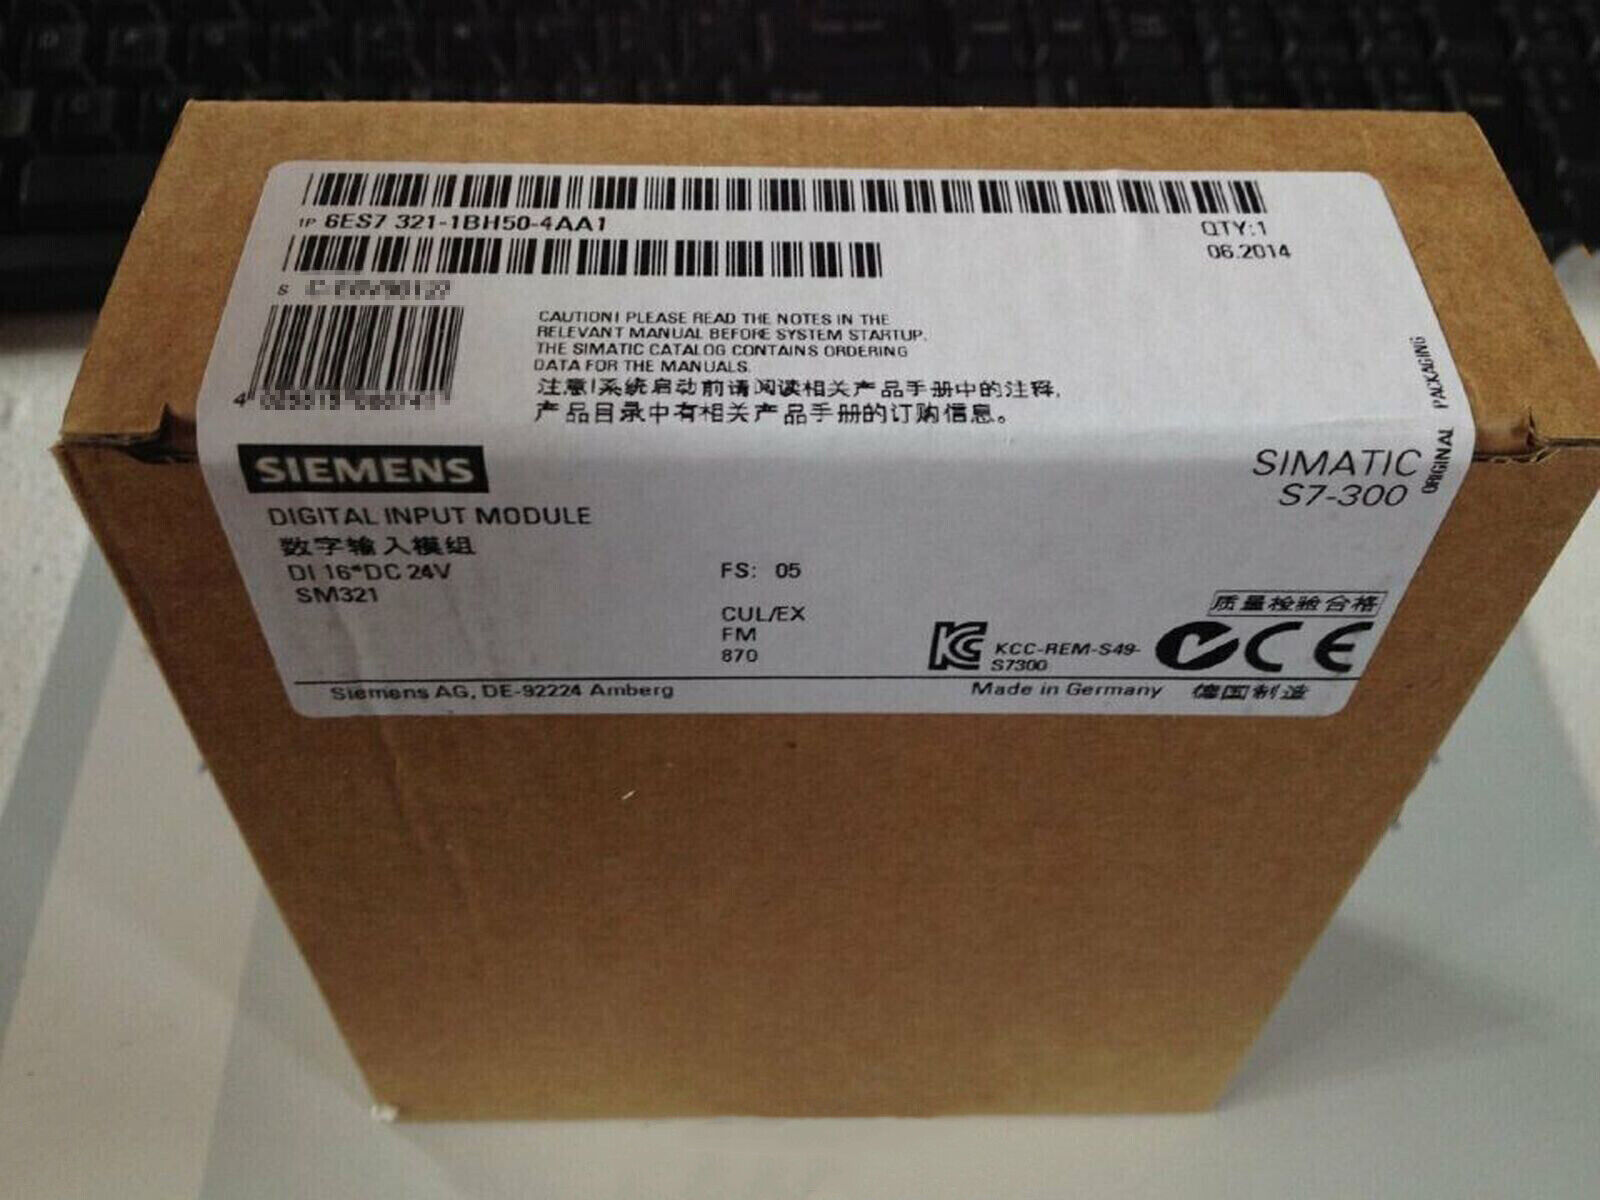 1P 6ES7 321-1BH50-4AA1
QTY:1
06.2014
S
4
CAUTION! PLEASE READ THE NOTES IN THE
RELEVANT MANUAL BEFORE SYSTEM STARTUP.
THE SIMATIC CATALOG CONTAINS ORDERING
DATA FOR THE MANUALS.
注意!系统启动前请阅读相关产品手册中的注释,
产品目录中有相关产品手册的订购信息。
ORIGINAL PACKAGING
SIEMENS
SIMATIC
S7-300
DIGITAL INPUT MODULE
数字输入模组
DI 16*DC 24V
SM321
FS: 05
CUL/EX
FM
870
质量检验合格
KC KCC-REM-S49-
S7300
CE
Siemens AG, DE-92224 Amberg
Made in Germany 德国制造